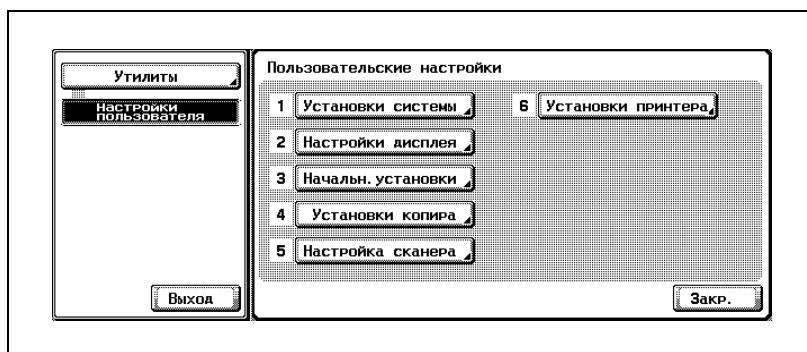 Утилиты
Настройки
пользователя
Выход
Пользовательские настройки
1 Установки системы
2 Настройки дисплея
3 Начальн.установки
4 Установки копира
5 Настройка сканера
6 Установки принтера
Закр.